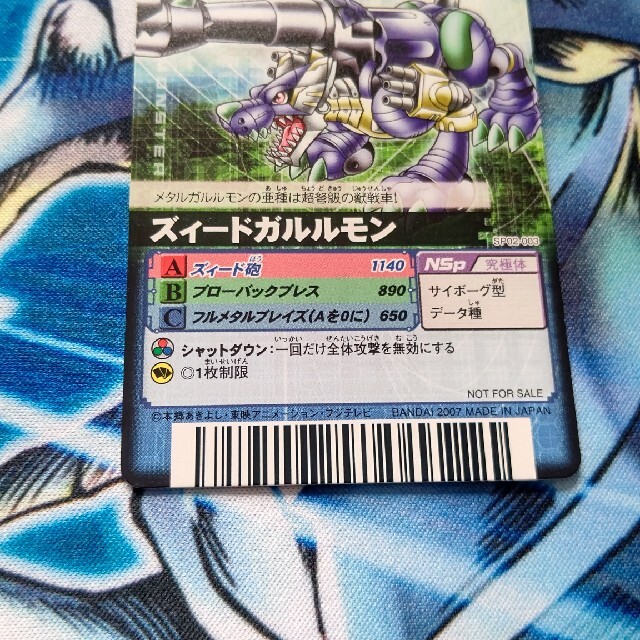 MONSTER
メタルガルルモンの亜種は超弩級の獣戦車!
ズィードガルルモン
SP02-003
A ズィード砲 1140
B ブローバックブレス 890
C フルメタルブレイズ(Aを0に) 650
NSp 究極体
サイボーグ型
データ種
シャットダウン:一回だけ全体攻撃を無効にする
◎1枚制限
NOT FOR SALE
©本郷あきよし・東映アニメーション・フジテレビ BANDAI 2007 MADE IN JAPAN